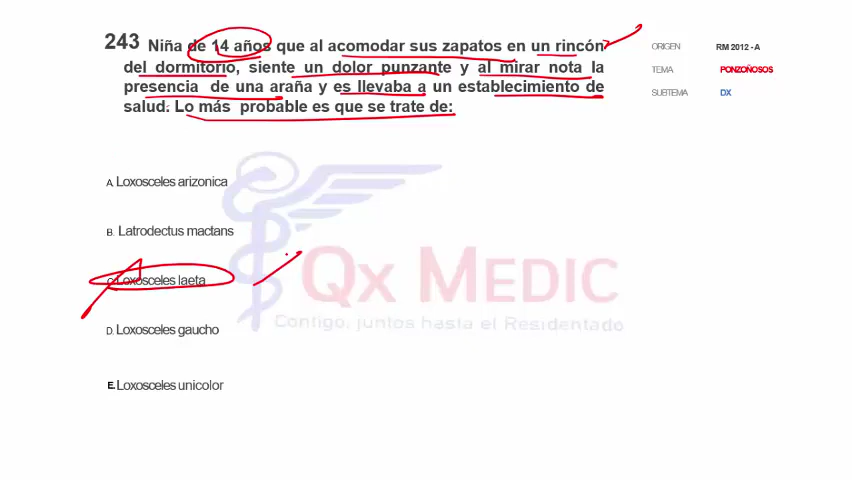 243 Niña de 14 años que al acomodar sus zapatos en un rincón
del dormitorio, siente un dolor punzante y al mirar nota la
presencia de una araña y es llevaba a un establecimiento de
salud. Lo más probable es que se trate de:
ORIGEN RM 2012 - A
TEMA PONZOÑOSOS
SUBTEMA DX
A. Loxosceles arizonica
B. Latrodectus mactans
C. Loxosceles laeta
D. Loxosceles gaucho
E. Loxosceles unicolor
Qx MEDIC
Contigo, juntos hasta el Residentado